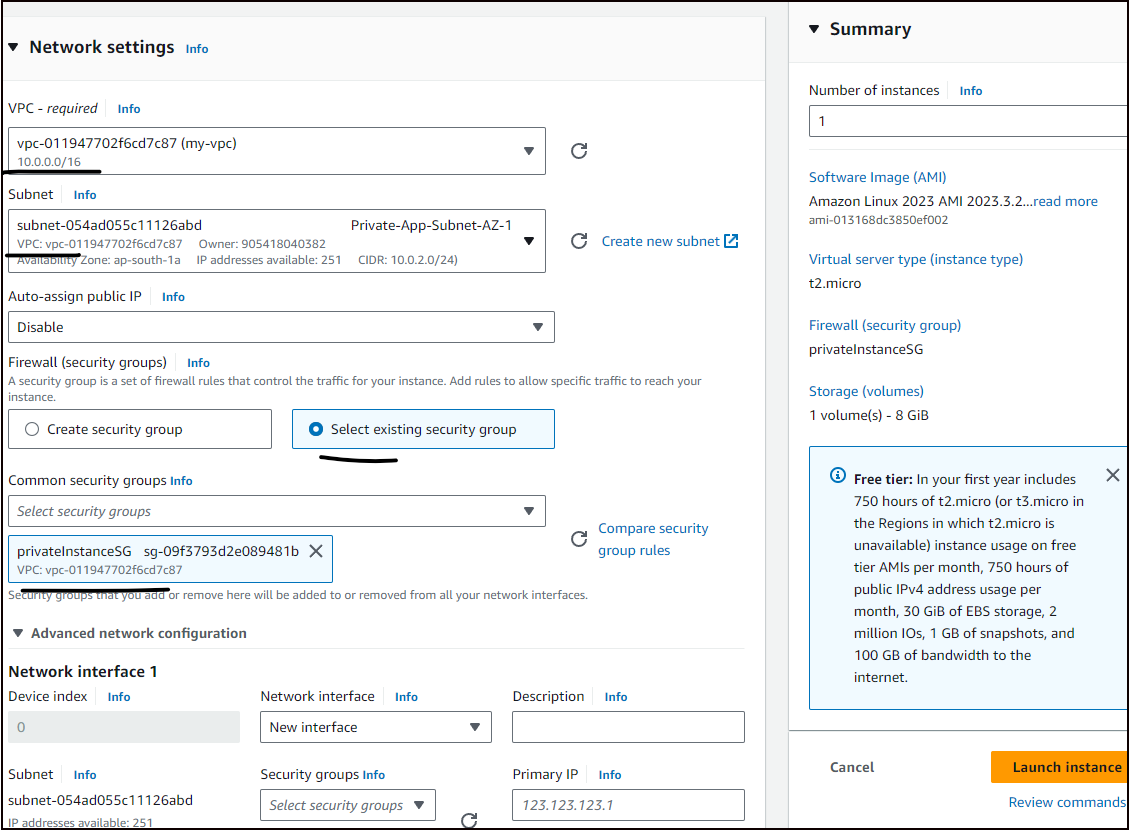 Network settings Info
VPC - required Info
vpc-011947702f6cd7c87 (my-vpc)
10.0.0.0/16
Subnet Info
subnet-054ad055c11126abd Private-App-Subnet-AZ-1
VPC: vpc-011947702f6cd7c87 Owner: 905418040382
Availability Zone: ap-south-1a IP addresses available: 251 CIDR: 10.0.2.0/24)
Create new subnet
Auto-assign public IP Info
Disable
Firewall (security groups) Info
A security group is a set of firewall rules that control the traffic for your instance. Add rules to allow specific traffic to reach your
instance.
Create security group
Select existing security group
Common security groups Info
Select security groups
Compare security
group rules
privateInstanceSG sg-09f3793d2e089481b
VPC: vpc-011947702f6cd7c87
Security groups that you add or remove here will be added to or removed from all your network interfaces.
Advanced network configuration
Network interface 1
Device index Info
0
Network interface Info
New interface
Description Info
Subnet Info
subnet-054ad055c11126abd
IP addresses available: 251
Security groups Info
Select security groups
Primary IP Info
123.123.123.1
Summary
Number of instances Info
1
Software Image (AMI)
Amazon Linux 2023 AMI 2023.3.2...read more
ami-013168dc3850ef002
Virtual server type (instance type)
t2.micro
Firewall (security group)
privateInstanceSG
Storage (volumes)
1 volume(s) - 8 GiB
Free tier: In your first year includes
750 hours of t2.micro (or t3.micro in
the Regions in which t2.micro is
unavailable) instance usage on free
tier AMIs per month, 750 hours of
public IPv4 address usage per
month, 30 GiB of EBS storage, 2
million IOs, 1 GB of snapshots, and
100 GB of bandwidth to the
internet.
Cancel
Launch instance
Review commands